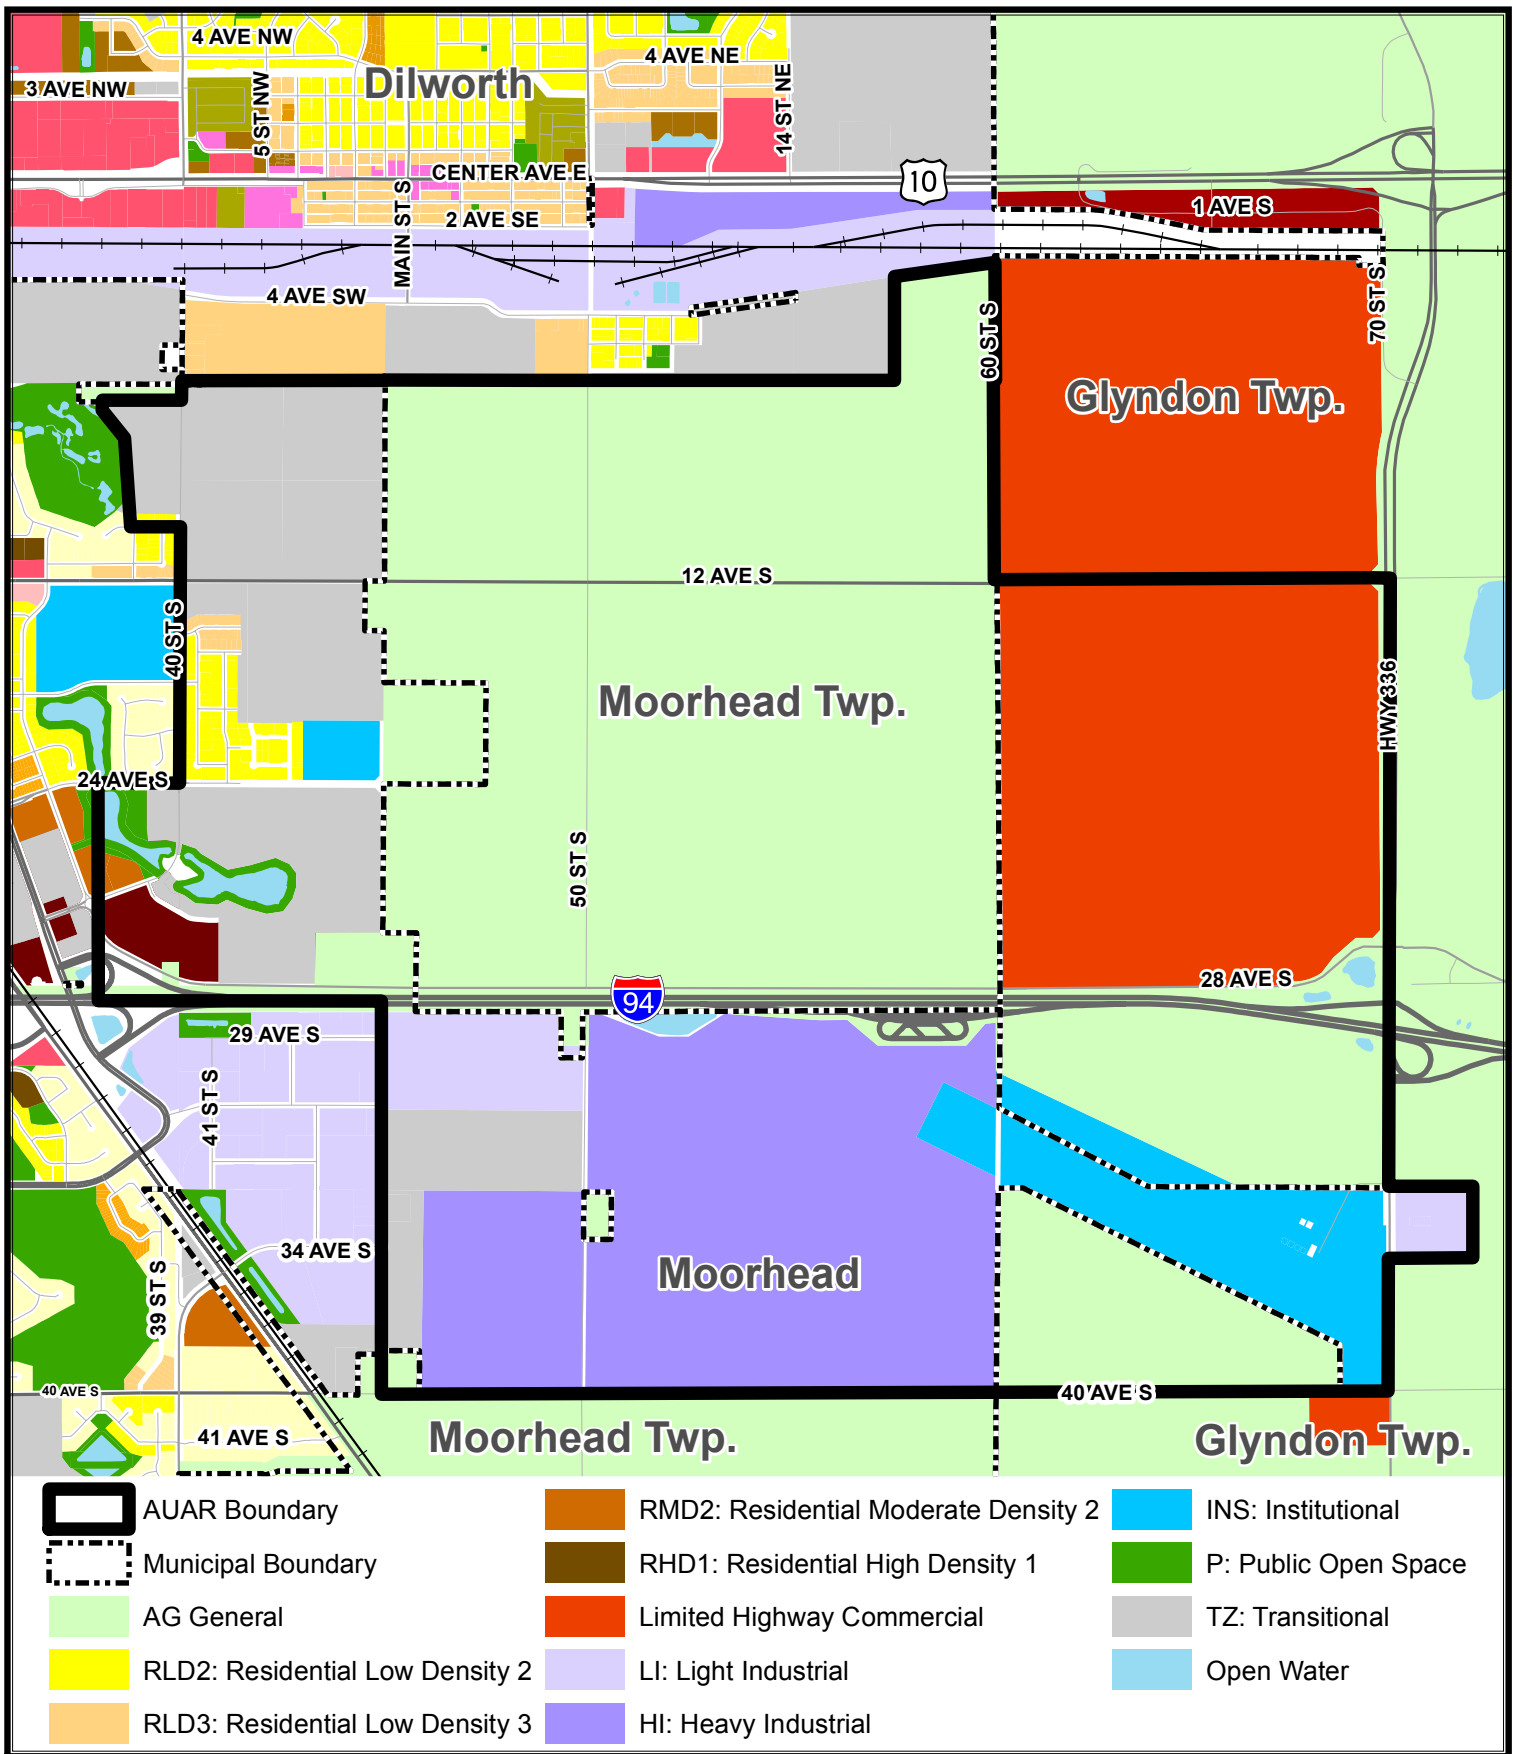 4 AVE NW
4 AVE NE
Dilworth
3 AVE NW
5 ST NW
14 ST NE
CENTER AVE E
10
MAIN ST S
2 AVE SE
1 AVE S
4 AVE SW
60 ST S
70 ST S
Glyndon Twp.
12 AVE S
40 ST S
Moorhead Twp.
HWY 336
24 AVE S
50 ST S
28 AVE S
94
29 AVE S
41 ST S
34 AVE S
39 ST S
Moorhead
40 AVE S
40 AVE S
41 AVE S
Moorhead Twp.
Glyndon Twp.
AUAR Boundary
Municipal Boundary
AG General
RLD2: Residential Low Density 2
RLD3: Residential Low Density 3
RMD2: Residential Moderate Density 2
RHD1: Residential High Density 1
Limited Highway Commercial
LI: Light Industrial
HI: Heavy Industrial
INS: Institutional
P: Public Open Space
TZ: Transitional
Open Water